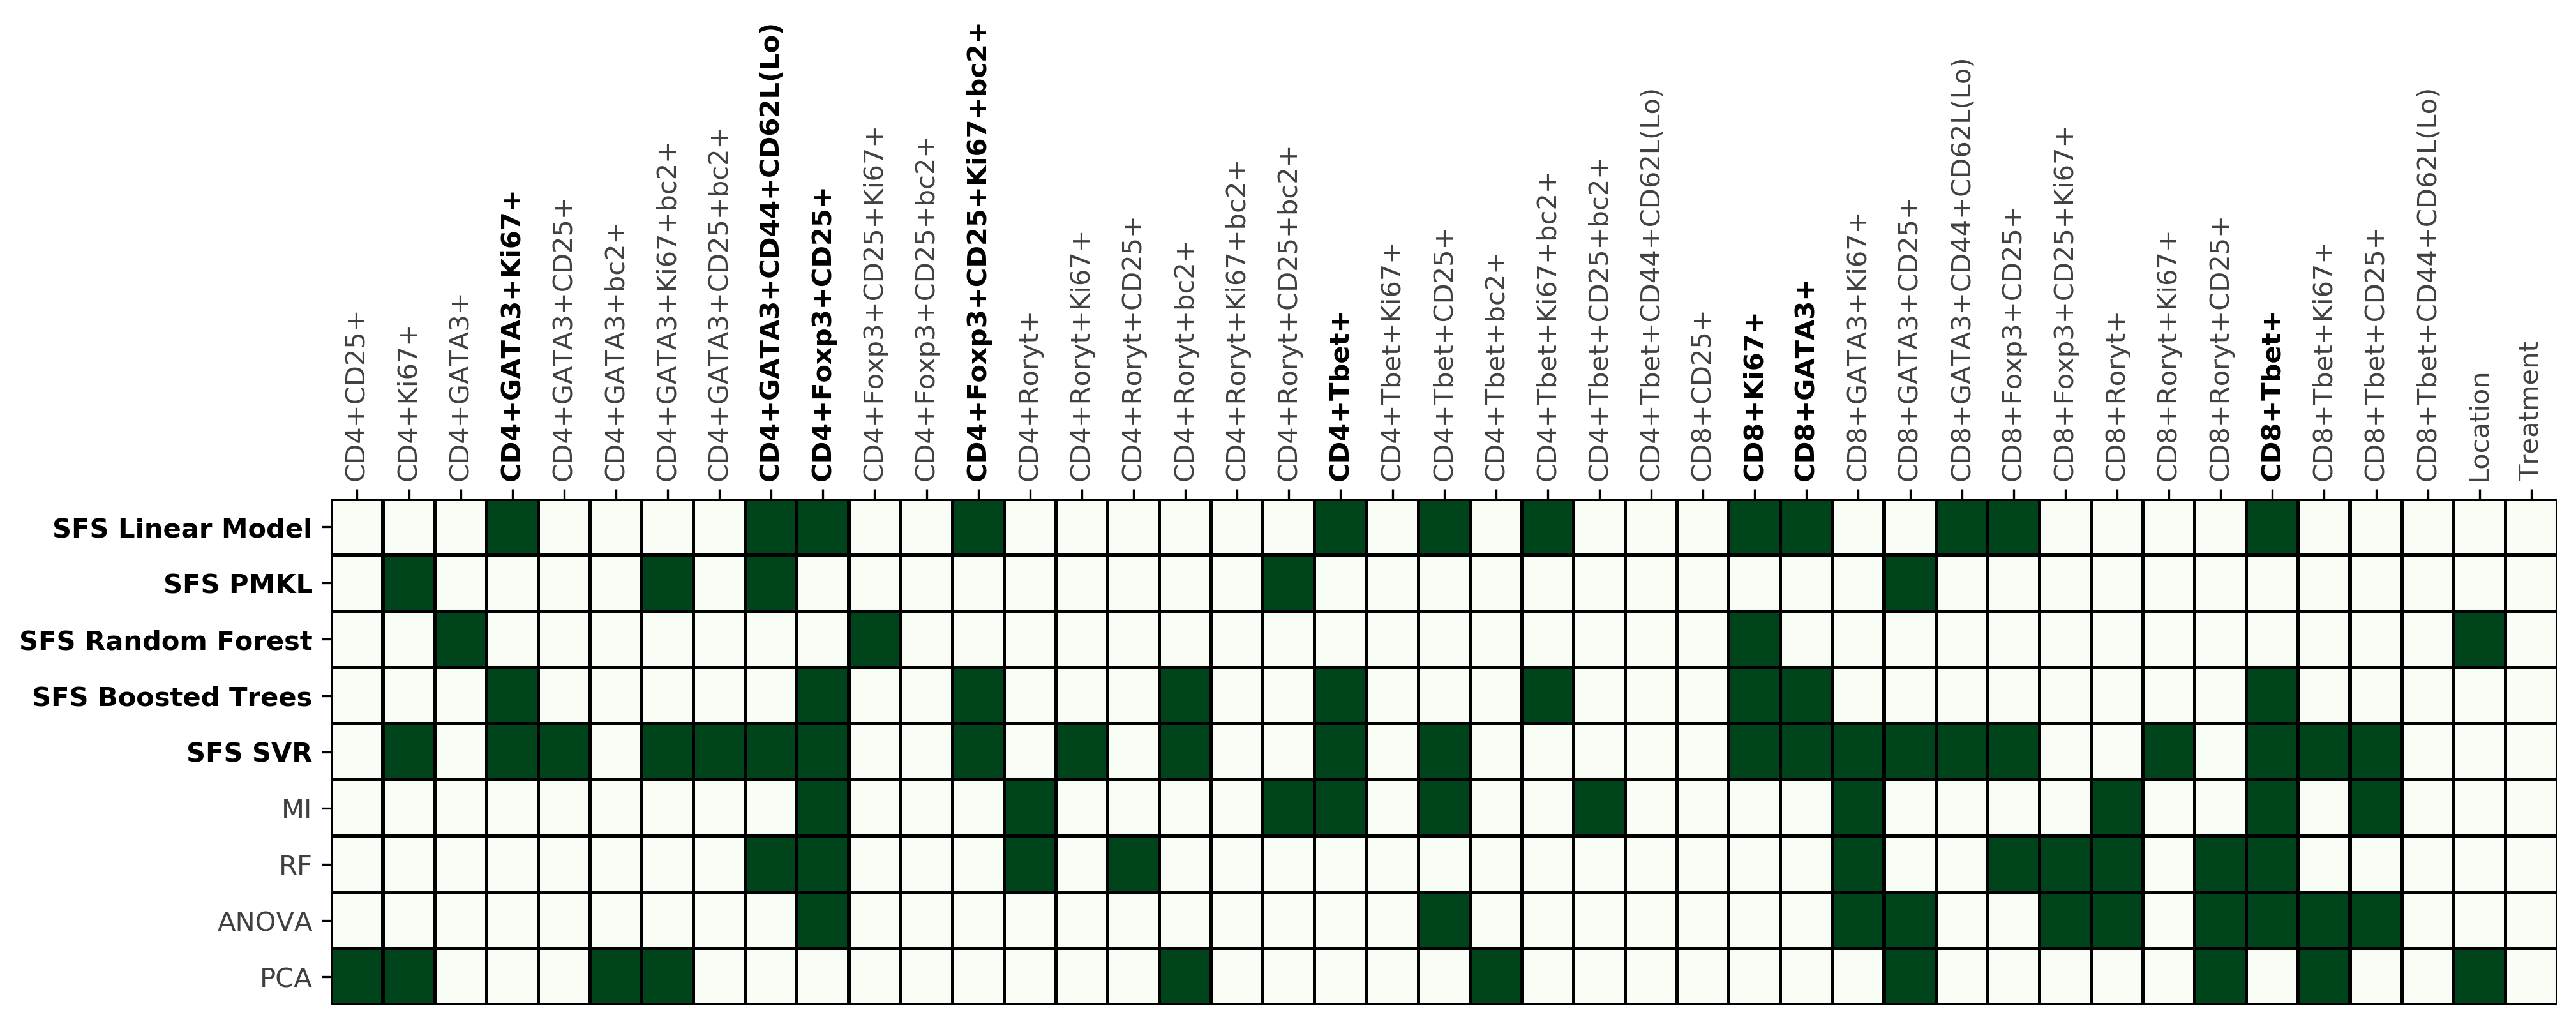 CD4+CD25+
CD4+Ki67+
CD4+GATA3+
CD4+GATA3+Ki67+
CD4+GATA3+CD25+
CD4+GATA3+bc2+
CD4+GATA3+Ki67+bc2+
CD4+GATA3+CD25+bc2+
CD4+GATA3+CD44+CD62L(Lo)
CD4+Foxp3+CD25+
CD4+Foxp3+CD25+Ki67+
CD4+Foxp3+CD25+bc2+
CD4+Foxp3+CD25+Ki67+bc2+
CD4+Roryt+
CD4+Roryt+Ki67+
CD4+Roryt+CD25+
CD4+Roryt+bc2+
CD4+Roryt+Ki67+bc2+
CD4+Roryt+CD25+bc2+
CD4+Tbet+
CD4+Tbet+Ki67+
CD4+Tbet+CD25+
CD4+Tbet+bc2+
CD4+Tbet+Ki67+bc2+
CD4+Tbet+CD25+bc2+
CD4+Tbet+CD44+CD62L(Lo)
CD8+CD25+
CD8+Ki67+
CD8+GATA3+
CD8+GATA3+Ki67+
CD8+GATA3+CD25+
CD8+GATA3+CD44+CD62L(Lo)
CD8+Foxp3+CD25+
CD8+Foxp3+CD25+Ki67+
CD8+Roryt+
CD8+Roryt+Ki67+
CD8+Roryt+CD25+
CD8+Tbet+
CD8+Tbet+Ki67+
CD8+Tbet+CD25+
CD8+Tbet+CD44+CD62L(Lo)
Location
Treatment
SFS Linear Model
SFS PMKL
SFS Random Forest
SFS Boosted Trees
SFS SVR
MI
RF
ANOVA
PCA